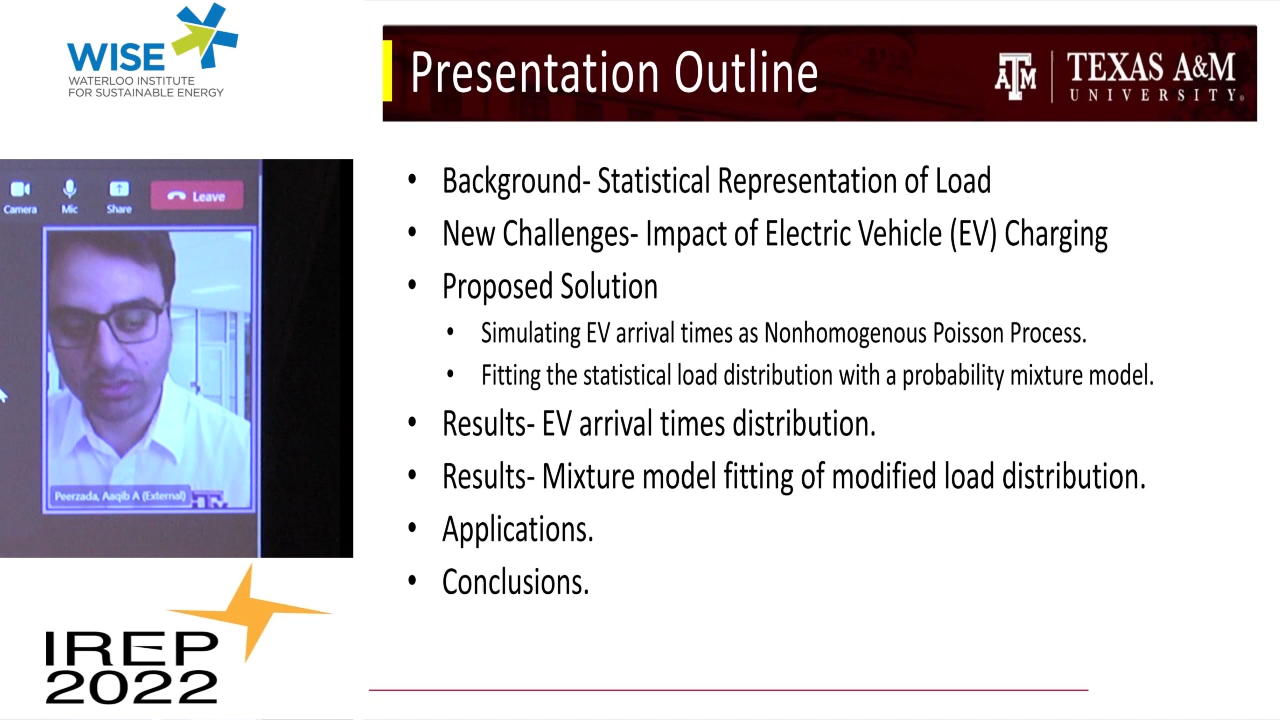 WISE
WATERLOO INSTITUTE
FOR SUSTAINABLE ENERGY
Presentation Outline
ATM
TEXAS A&M
UNIVERSITY
Camera
Mic
Share
Leave
Peerzada, Aaqib A (External)
• Background- Statistical Representation of Load
• New Challenges- Impact of Electric Vehicle (EV) Charging
• Proposed Solution
• Simulating EV arrival times as Nonhomogenous Poisson Process.
• Fitting the statistical load distribution with a probability mixture model.
• Results- EV arrival times distribution.
• Results- Mixture model fitting of modified load distribution.
• Applications.
• Conclusions.
IREP
2022